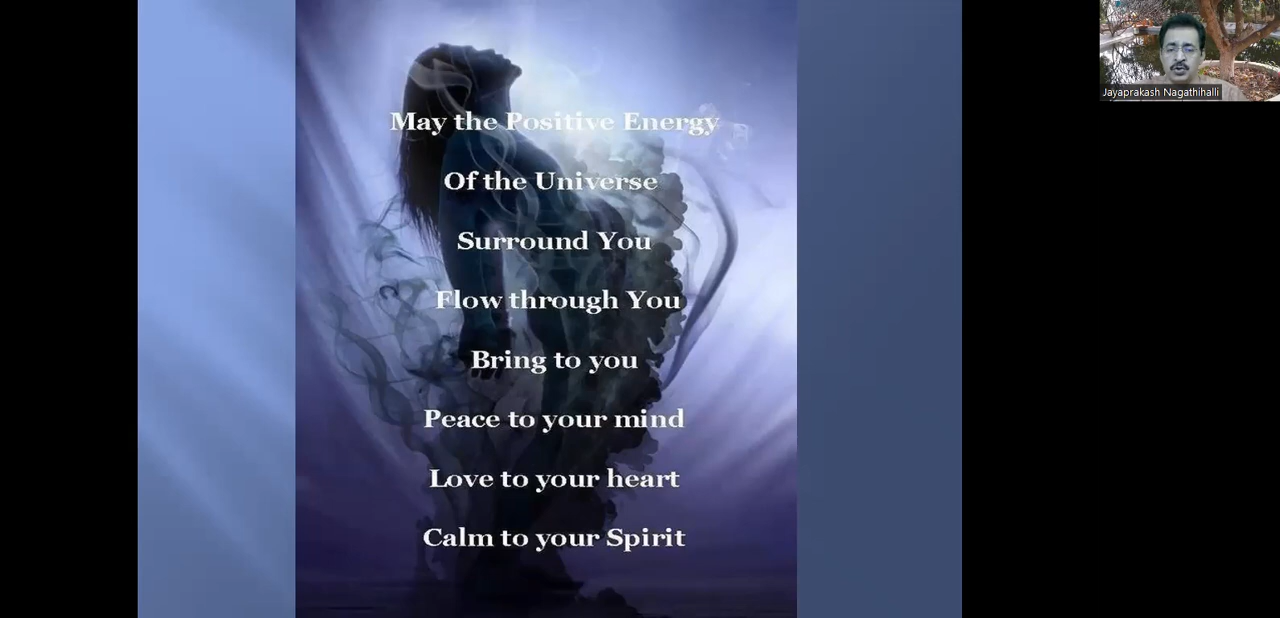 May the Positive Energy
Of the Universe
Surround You
Flow through You
Bring to you
Peace to your mind
Love to your heart
Calm to your Spirit
Jayaprakash Nagathihalli